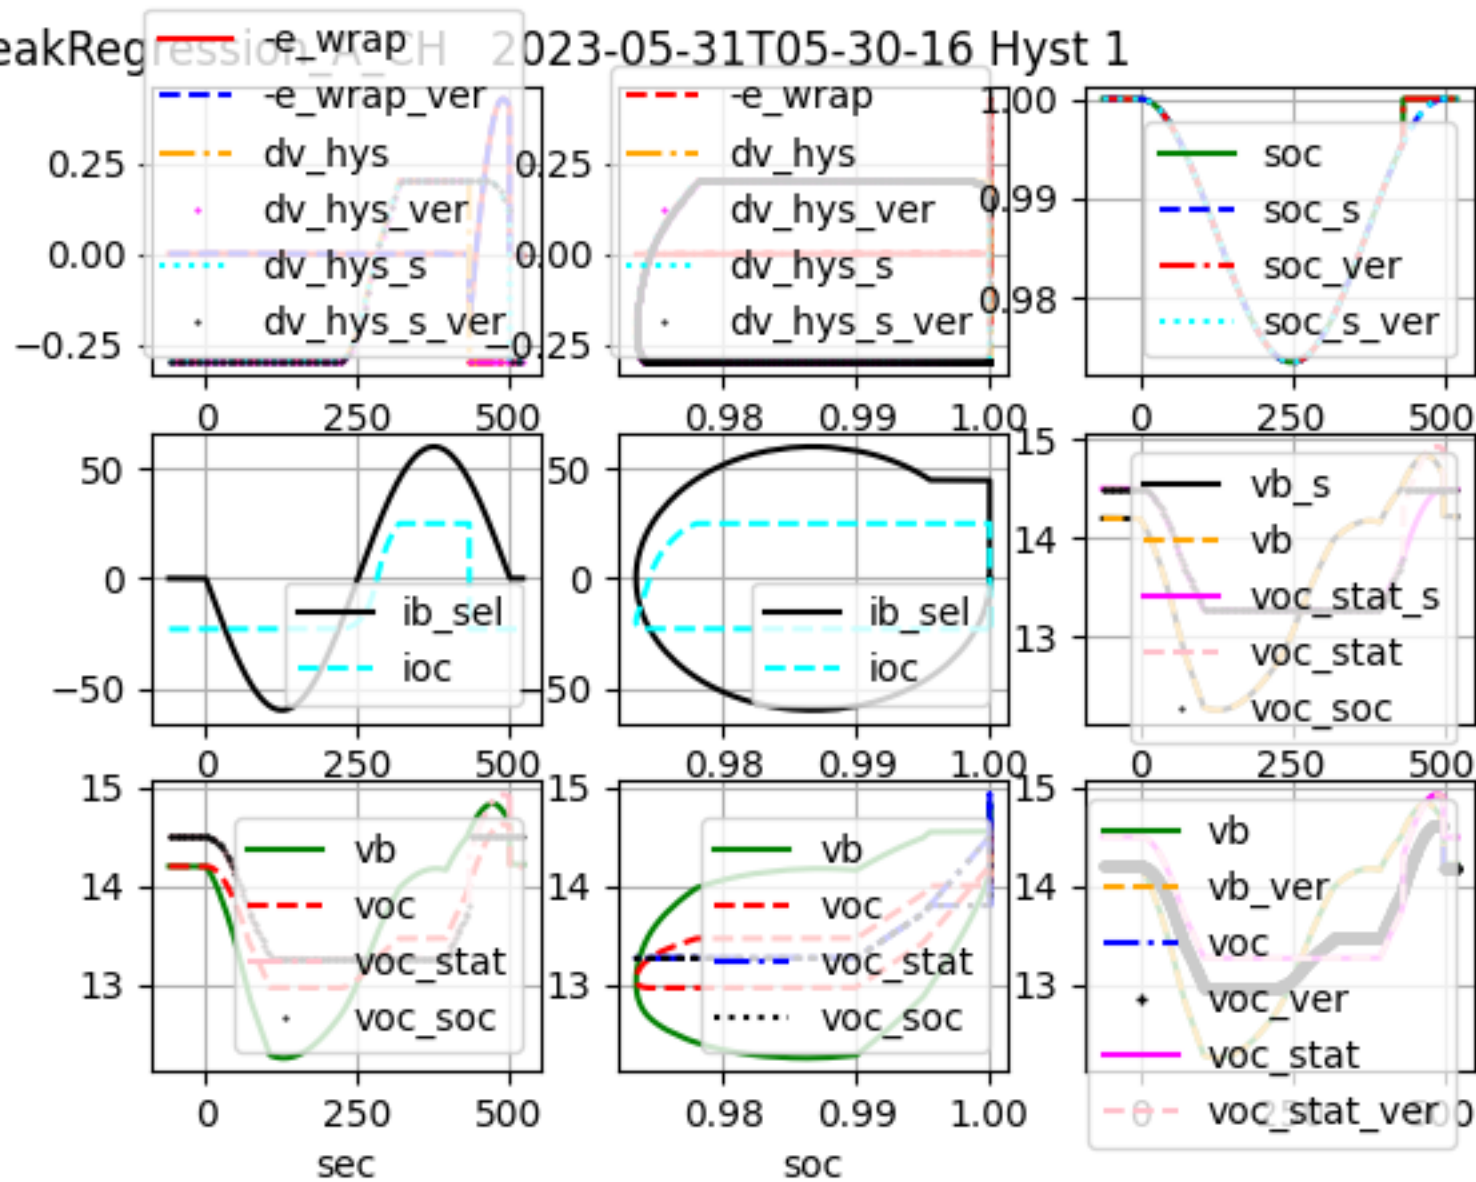 eakRegression_A_CH 2023-05-31T05-30-16 Hyst 1
-e_wrap
-e_wrap_ver
dv_hys
dv_hys_ver
dv_hys_s
dv_hys_s_ver
0.25
0.00
−0.25
0 250 500
-e_wrap
dv_hys
dv_hys_ver
dv_hys_s
dv_hys_s_ver
0.25
0.00
−0.25
0.98 0.99 1.00
soc
soc_s
soc_ver
soc_s_ver
1.00
0.99
0.98
0 250 500
50
0
−50
ib_sel
ioc
0 250 500
50
0
−50
ib_sel
ioc
0.98 0.99 1.00
15
14
13
vb_s
vb
voc_stat_s
voc_stat
voc_soc
0 250 500
15
14
13
vb
voc
voc_stat
voc_soc
0 250 500
sec
15
14
13
vb
voc
voc_stat
voc_soc
0.98 0.99 1.00
soc
15
14
13
vb
vb_ver
voc
voc_ver
voc_stat
voc_stat_ver
0 250 500